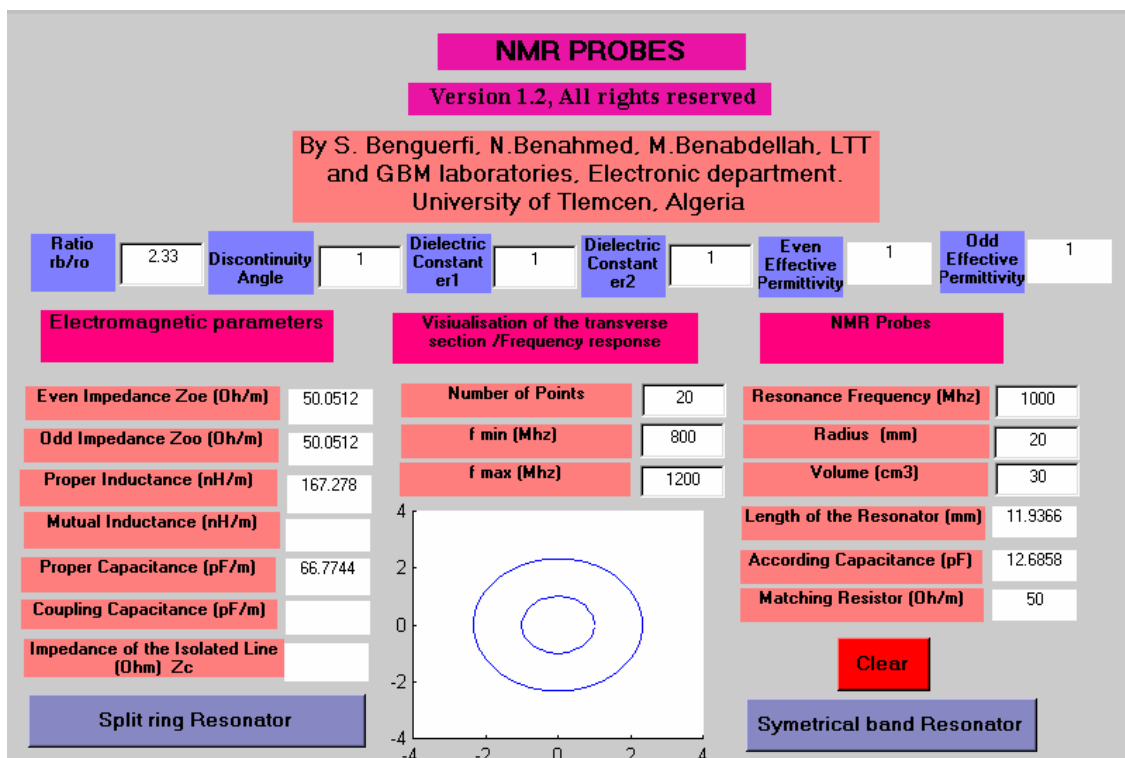 NMR PROBES
Version 1.2, All rights reserved
By S. Benguerfi, N.Benahmed, M.Benabdellah, LTT
and GBM laboratories, Electronic department.
University of Tlemcen, Algeria
Ratio
rb/ro
2.33
Discontinuity
Angle
1
Dielectric
Constant
er1
1
Dielectric
Constant
er2
1
Even
Effective
Permittivity
1
Odd
Effective
Permittivity
1
Electromagnetic parameters
Visiualisation of the transverse
section /Frequency response
NMR Probes
Even Impedance Zoe (Oh/m)
50.0512
Odd Impedance Zoo (Oh/m)
50.0512
Proper Inductance (nH/m)
167.278
Mutual Inductance (nH/m)
Proper Capacitance (pF/m)
66.7744
Coupling Capacitance (pF/m)
Impedance of the Isolated Line
(Ohm) Zc
Split ring Resonator
Number of Points
20
f min (Mhz)
800
f max (Mhz)
1200
4
2
0
-2
-4
-4
-2
0
2
4
Resonance Frequency (Mhz)
1000
Radius (mm)
20
Volume (cm3)
30
Length of the Resonator (mm)
11.9366
According Capacitance (pF)
12.6858
Matching Resistor (Oh/m)
50
Clear
Symetrical band Resonator